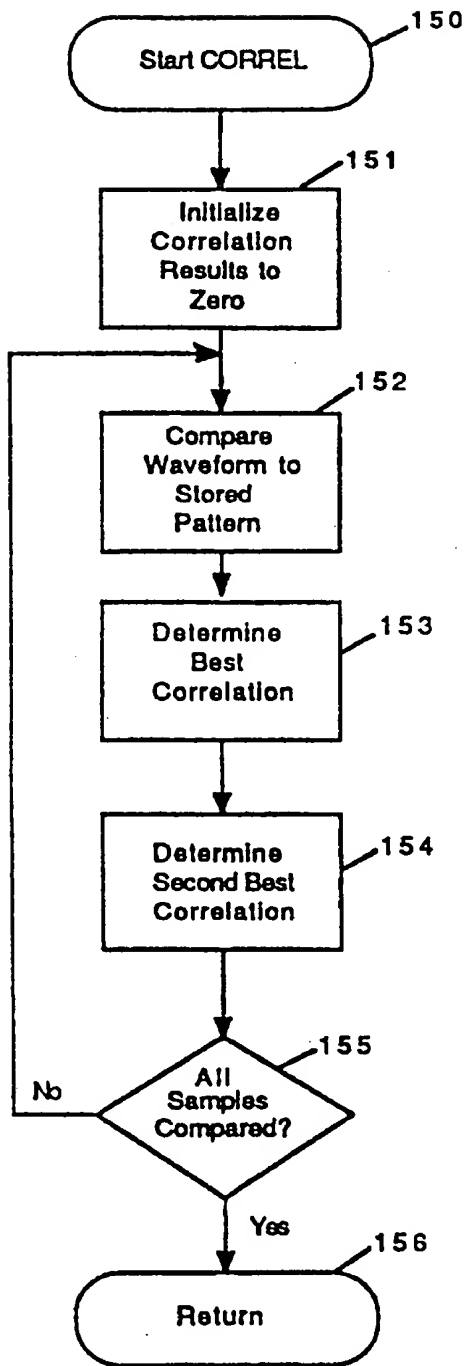 150
Start CORREL
151
Initialize
Correlation
Results to
Zero
152
Compare
Waveform to
Stored
Pattern
153
Determine
Best
Correlation
154
Determine
Second Best
Correlation
155
All
Samples
Compared?
No
Yes
156
Return